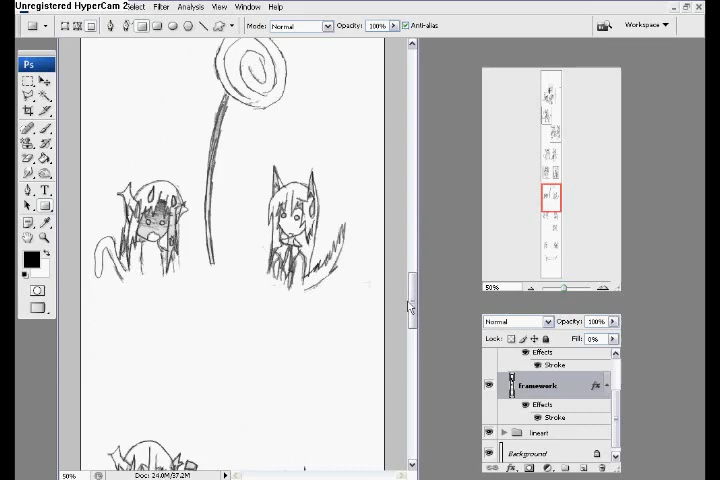 Unregistered HyperCam 2
Select Filter Analysis View Window Help
Mode: Normal Opacity: 100% Anti-alias
Workspace
Ps
T
50%
Normal Opacity: 100%
Lock: Fill: 0%
Effects
Stroke
framework fx
Effects
Stroke
lineart
Background
fx
50% Doc: 24.0M/37.2M